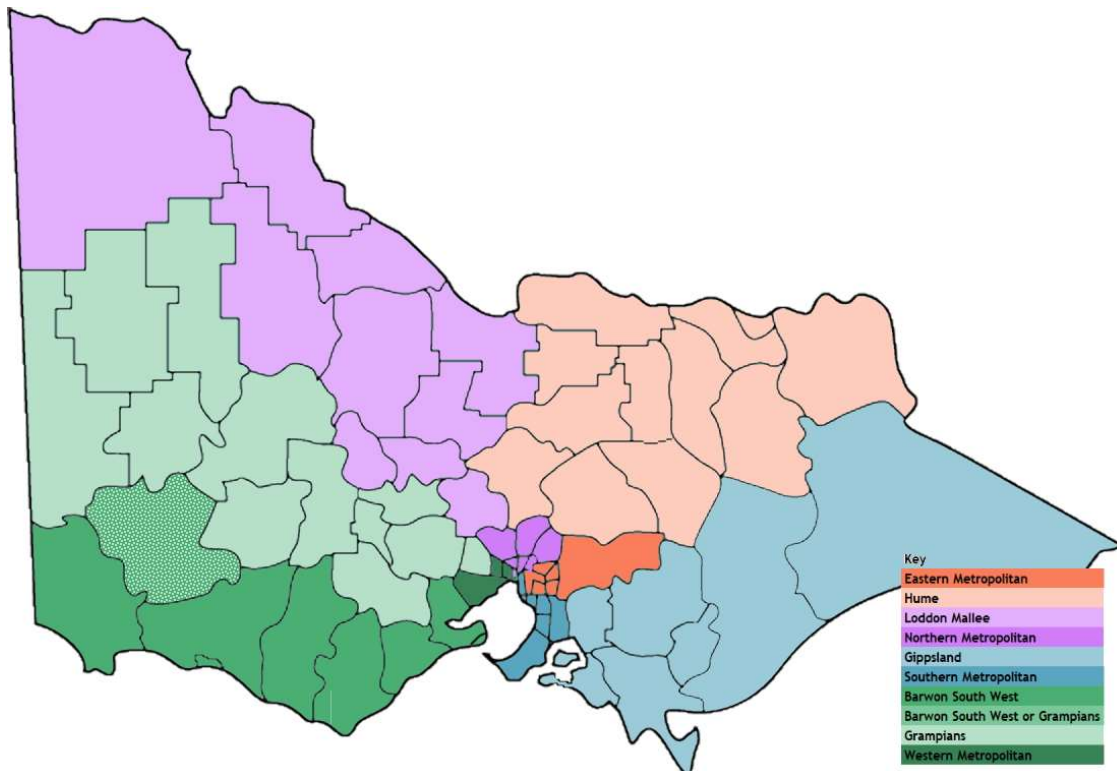 Key
Eastern Metropolitan
Hume
Loddon Mallee
Northern Metropolitan
Gippsland
Southern Metropolitan
Barwon South West
Barwon South West or Grampians
Grampians
Western Metropolitan